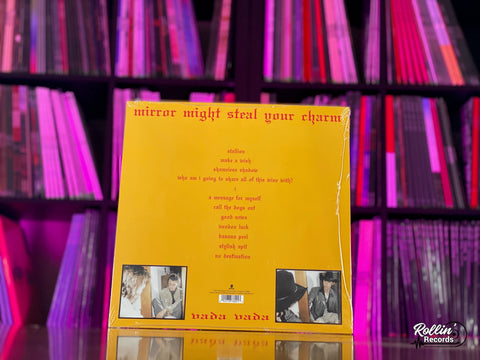 mirror might steal your charm
stallion
make a wish
shameless shadow
who am i going to share all of this wine with?
i
a message for myself
call the dogs out
good news
voodoo luck
banana peel
stylish spill
no destination
vada vada
Rollin'
Records